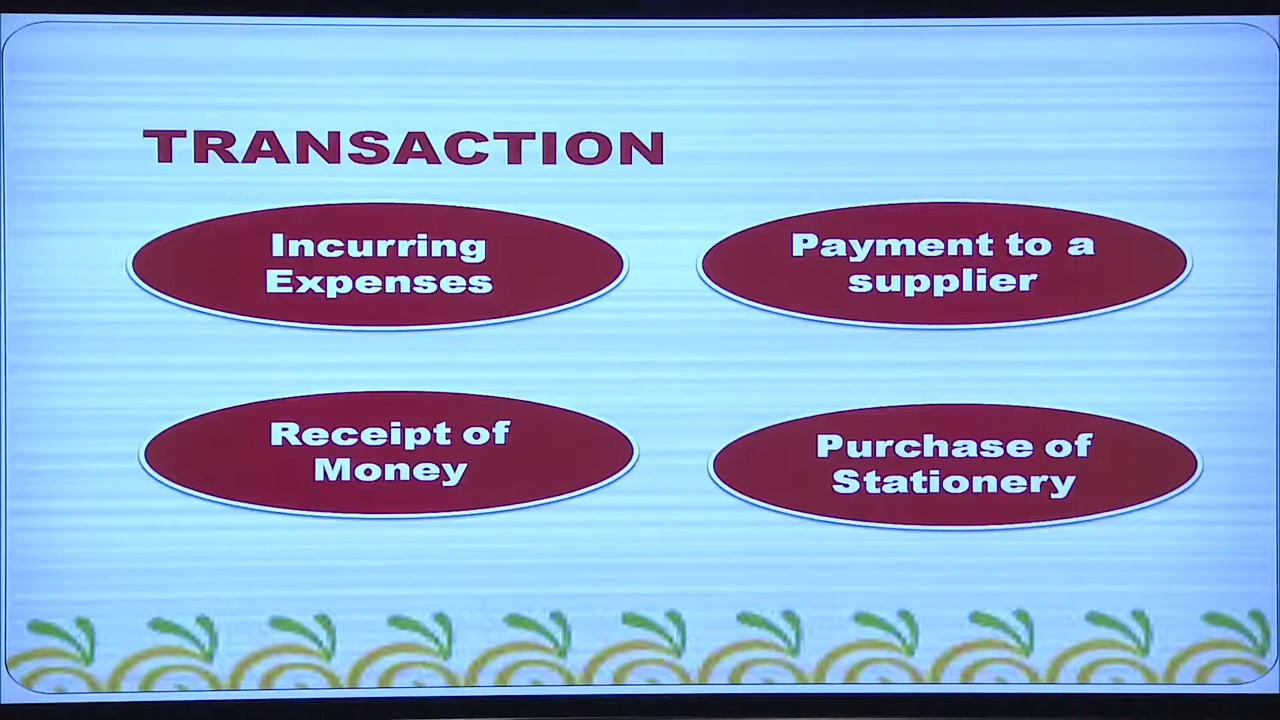 TRANSACTION
Incurring
Expenses
Payment to a
supplier
Receipt of
Money
Purchase of
Stationery